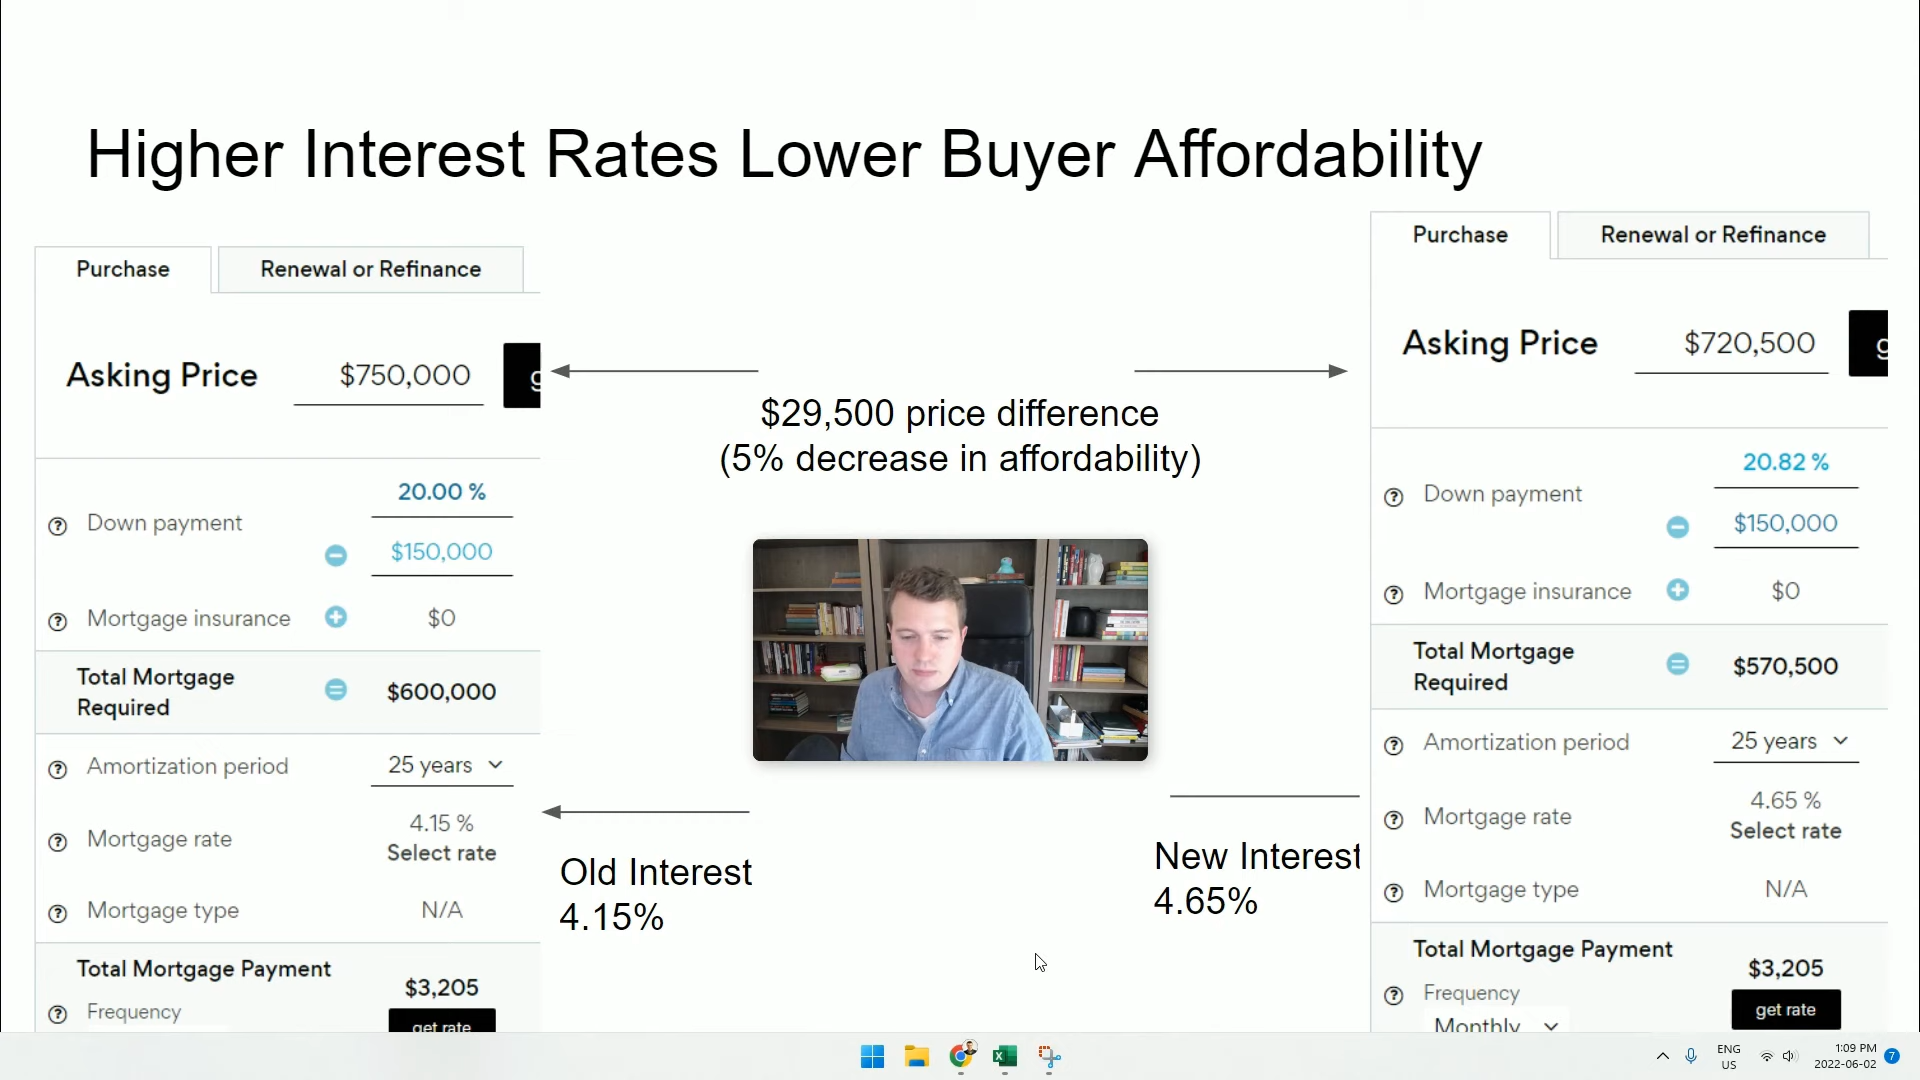 Higher Interest Rates Lower Buyer Affordability
Purchase
Renewal or Refinance
Asking Price
$750,000
g
Down payment
20.00 %
$150,000
Mortgage insurance
$0
Total Mortgage
Required
$600,000
Amortization period
25 years
Mortgage rate
4.15 %
Select rate
Mortgage type
N/A
Total Mortgage Payment
$3,205
Frequency
get rate
$29,500 price difference
(5% decrease in affordability)
Old Interest
4.15%
New Interest
4.65%
Purchase
Renewal or Refinance
Asking Price
$720,500
g
Down payment
20.82 %
$150,000
Mortgage insurance
$0
Total Mortgage
Required
$570,500
Amortization period
25 years
Mortgage rate
4.65 %
Select rate
Mortgage type
N/A
Total Mortgage Payment
$3,205
Frequency
get rate
Monthly
ENG
US
1:09 PM
2022-06-02
7